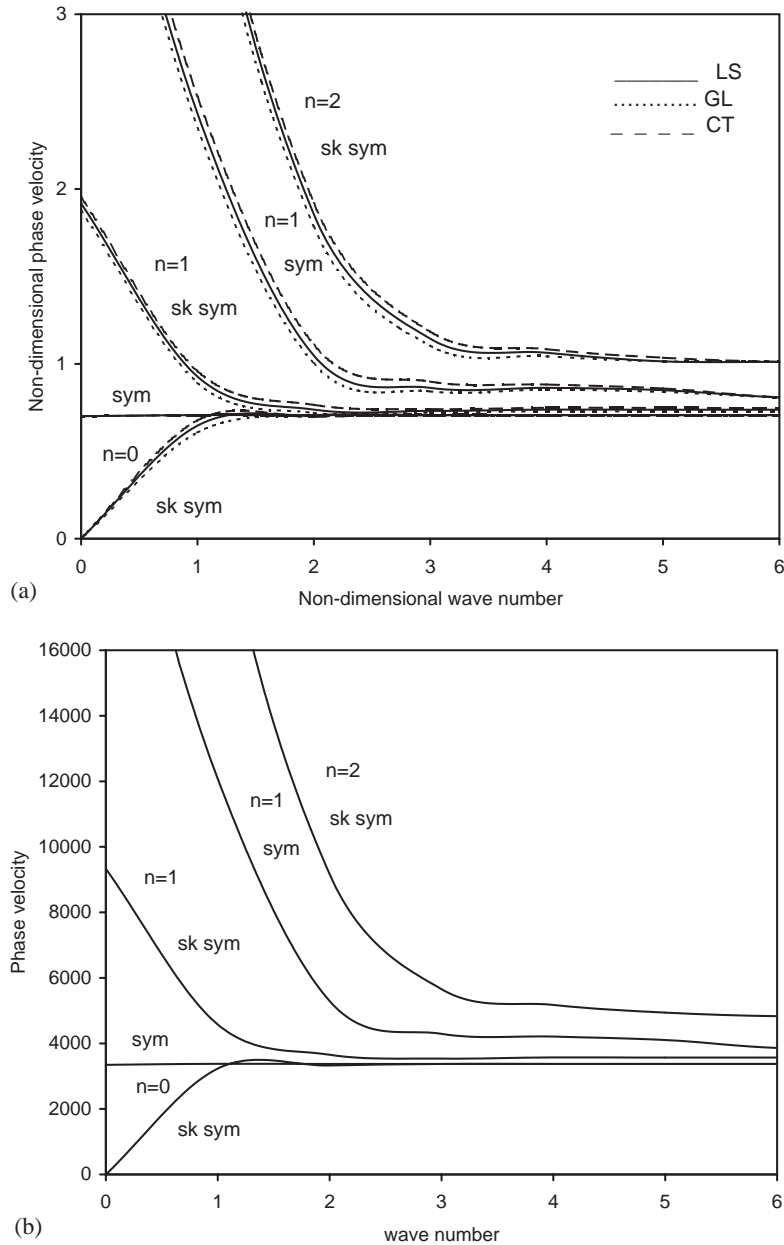 3
LS
n=2
GL
CT
sk sym
2
n=1
sym
n=1
sk sym
1
sym
n=0
sk sym
0
0 1 2 3 4 5 6
Non-dimensional phase velocity
(a)
Non-dimensional wave number
16000
14000
n=2
12000
n=1
sk sym
10000
sym
n=1
8000
sk sym
6000
4000
sym
n=0
2000
sk sym
0
0 1 2 3 4 5 6
Phase velocity
(b)
wave number